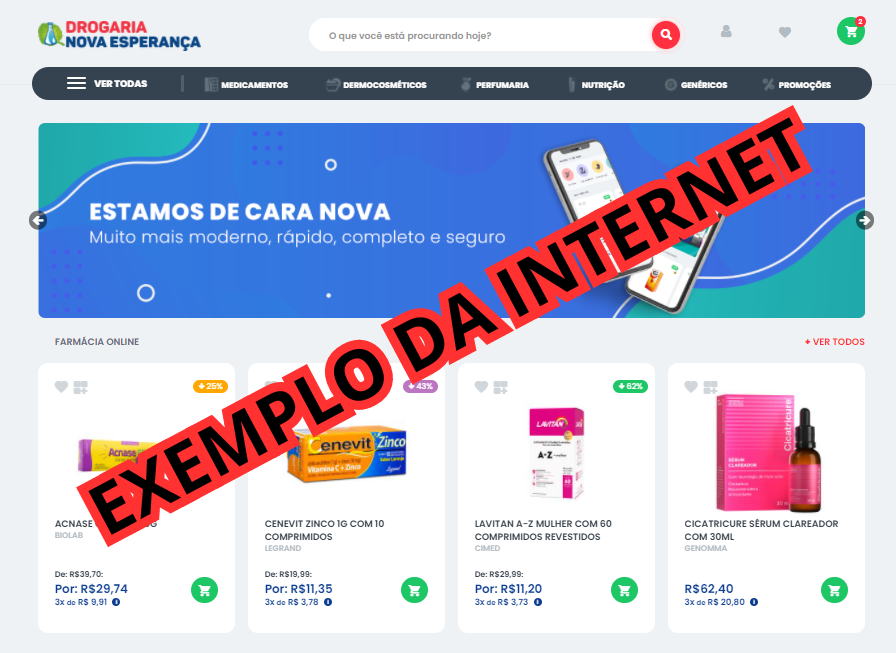 DROGARIA
NOVA ESPERANÇA
O que você está procurando hoje?
2
VER TODAS
MEDICAMENTOS
DERMOCOSMÉTICOS
PERFUMARIA
NUTRIÇÃO
GENÉRICOS
PROMOÇÕES
ESTAMOS DE CARA NOVA
Muito mais moderno, rápido, completo e seguro
EXEMPLO DA INTERNET
FARMÁCIA ONLINE
+ VER TODOS
25%
43%
62%
Acnase
Cenevit Zinco
Vitamina C + Zinco
LAVITAN
A-Z
Cicatricure
SÉRUM
CLAREADOR
ACNASE
BIOLAB
De: R$39,70:
Por: R$29,74
3x de R$ 9,91
CENEVIT ZINCO 1G COM 10
COMPRIMIDOS
LEGRAND
De: R$19,99:
Por: R$11,35
3x de R$ 3,78
LAVITAN A-Z MULHER COM 60
COMPRIMIDOS REVESTIDOS
CIMED
De: R$29,99:
Por: R$11,20
3x de R$ 3,73
CICATRICURE SÉRUM CLAREADOR
COM 30ML
GENOMMA
R$62,40
3x de R$ 20,80